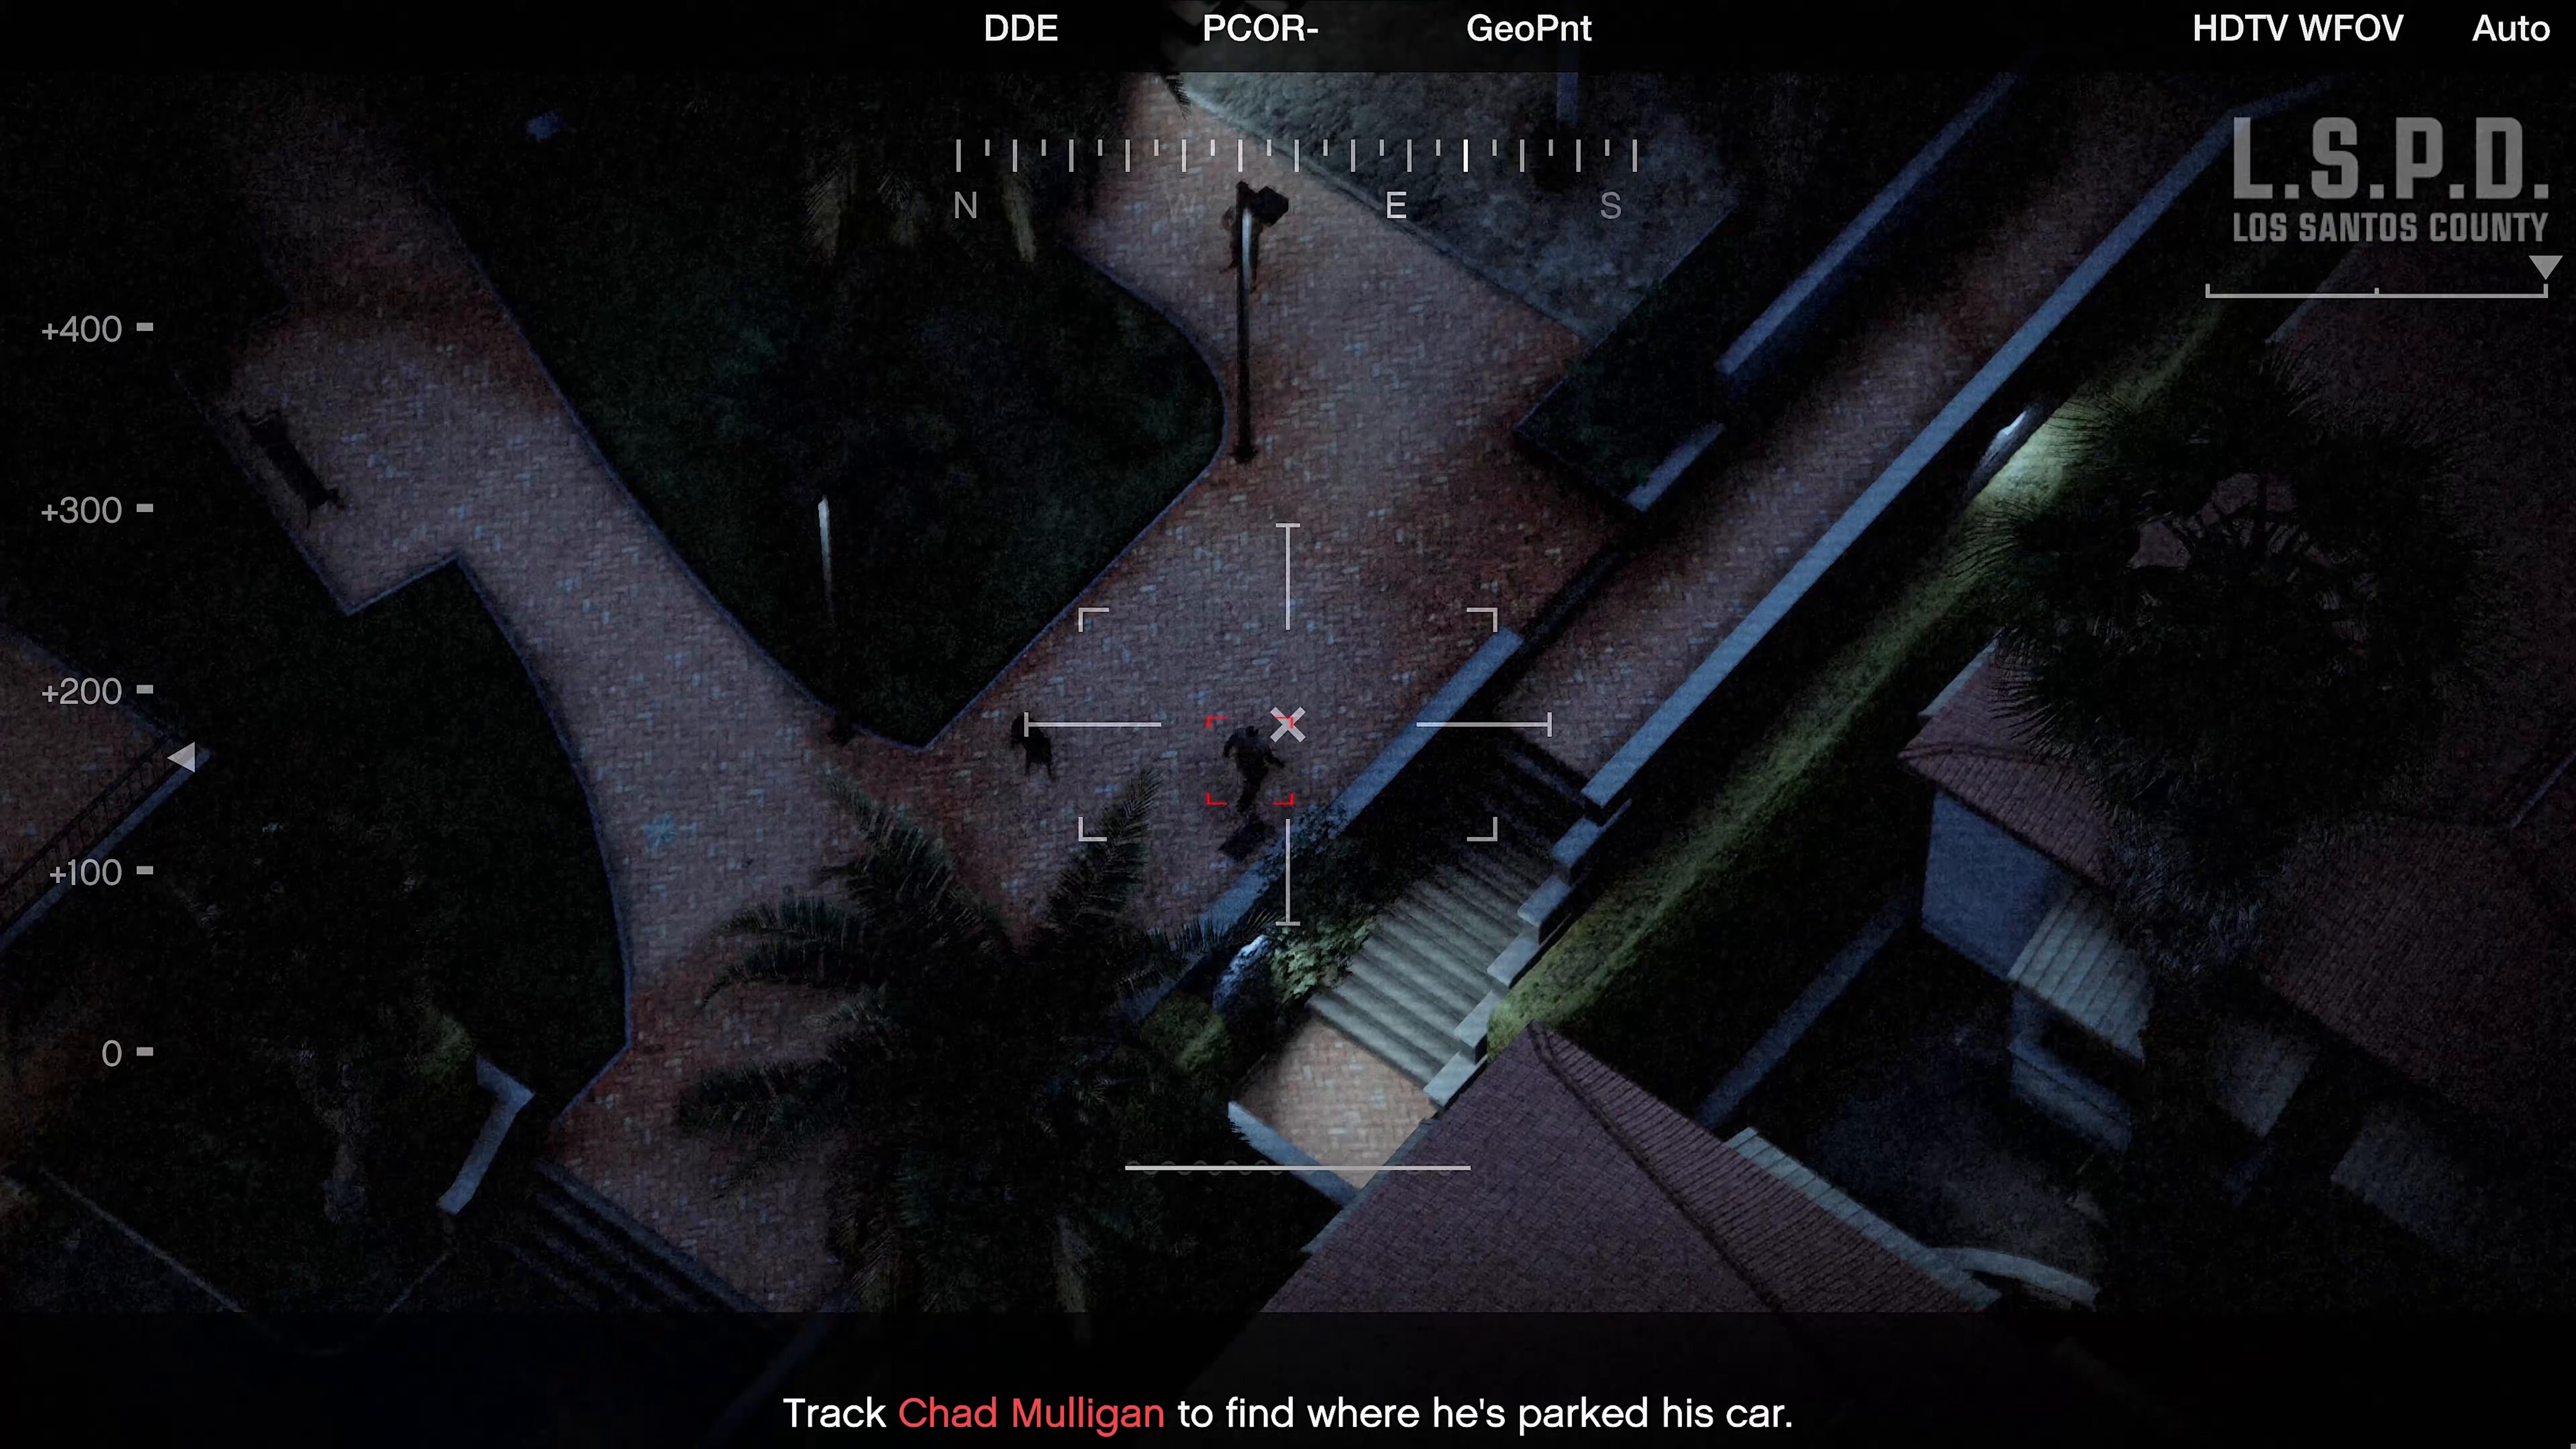 DDE PCOR- GeoPnt HDTV WFOV Auto
L.S.P.D.
LOS SANTOS COUNTY
N W E S
+400
+300
+200
+100
0
Track Chad Mulligan to find where he's parked his car.